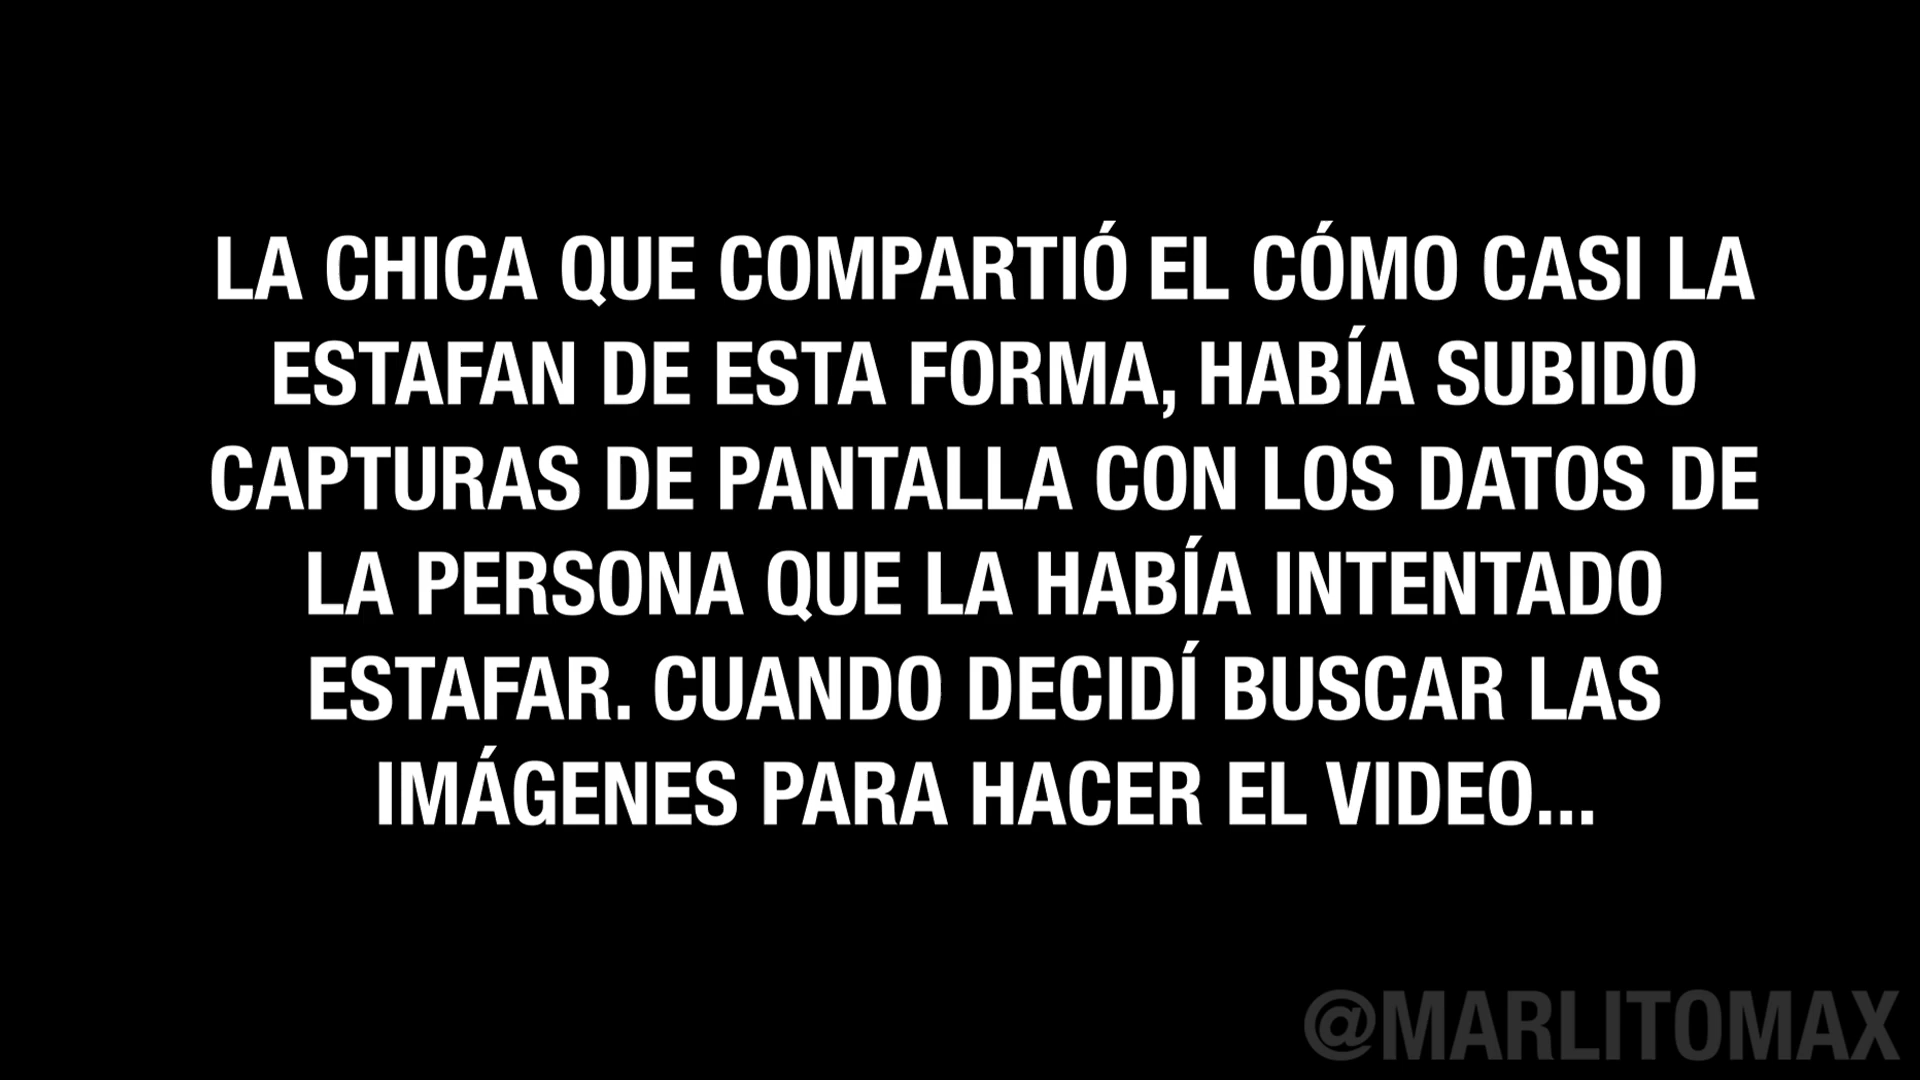 LA CHICA QUE COMPARTIÓ EL CÓMO CASI LA
ESTAFAN DE ESTA FORMA, HABÍA SUBIDO
CAPTURAS DE PANTALLA CON LOS DATOS DE
LA PERSONA QUE LA HABÍA INTENTADO
ESTAFAR. CUANDO DECIDÍ BUSCAR LAS
IMÁGENES PARA HACER EL VIDEO...
@MARLITOMAX